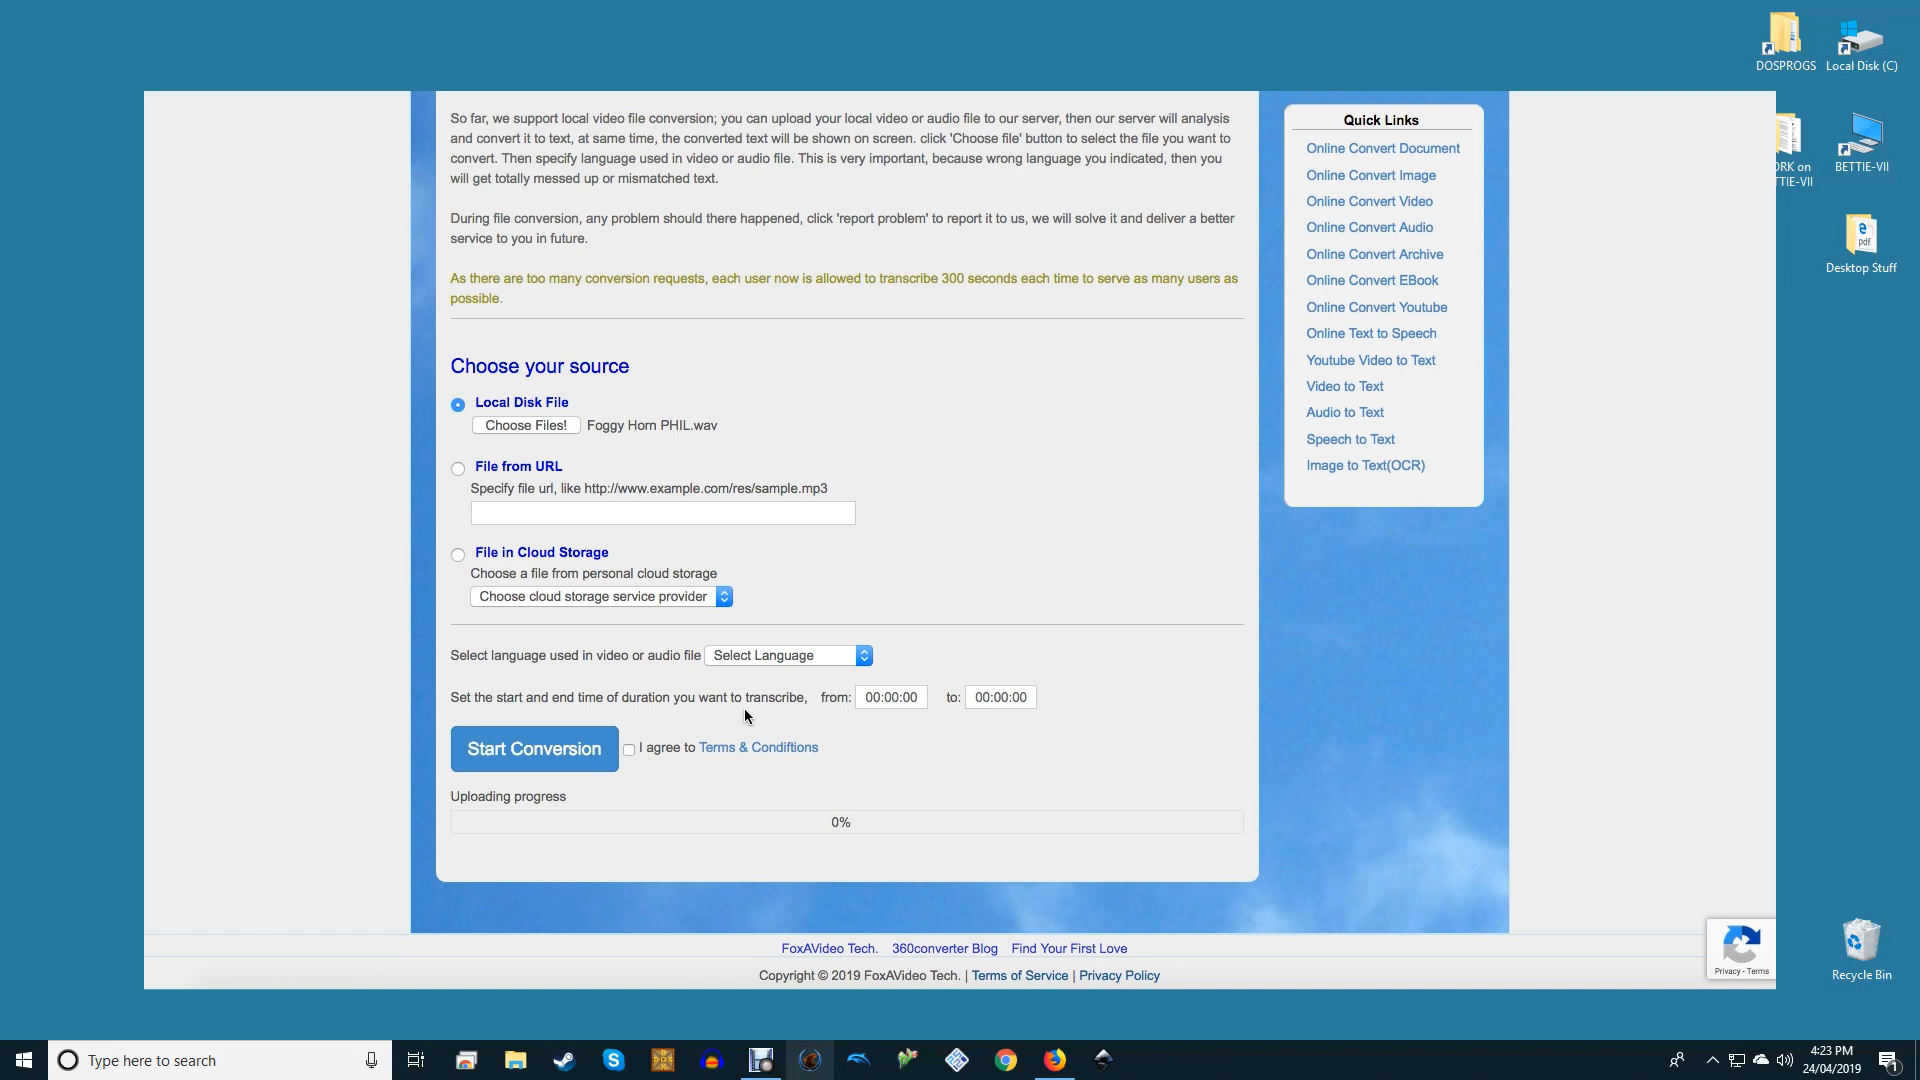 DOSPROGS
Local Disk (C)
ORK on
TTIE-VII
BETTIE-VII
pdf
Desktop Stuff
So far, we support local video file conversion; you can upload your local video or audio file to our server, then our server will analysis
and convert it to text, at same time, the converted text will be shown on screen. click 'Choose file' button to select the file you want to
convert. Then specify language used in video or audio file. This is very important, because wrong language you indicated, then you
will get totally messed up or mismatched text.
During file conversion, any problem should there happened, click 'report problem' to report it to us, we will solve it and deliver a better
service to you in future.
As there are too many conversion requests, each user now is allowed to transcribe 300 seconds each time to serve as many users as
possible.
Choose your source
Local Disk File
Choose Files! Foggy Horn PHIL.wav
File from URL
Specify file url, like http://www.example.com/res/sample.mp3
File in Cloud Storage
Choose a file from personal cloud storage
Choose cloud storage service provider
Select language used in video or audio file Select Language
Set the start and end time of duration you want to transcribe, from: 00:00:00 to: 00:00:00
Start Conversion I agree to Terms & Condiftions
Uploading progress
0%
Quick Links
Online Convert Document
Online Convert Image
Online Convert Video
Online Convert Audio
Online Convert Archive
Online Convert EBook
Online Convert Youtube
Online Text to Speech
Youtube Video to Text
Video to Text
Audio to Text
Speech to Text
Image to Text(OCR)
FoxAVideo Tech. 360converter Blog Find Your First Love
Copyright © 2019 FoxAVideo Tech. | Terms of Service | Privacy Policy
Privacy - Terms
Recycle Bin
Type here to search
DOS
4:23 PM
24/04/2019
1